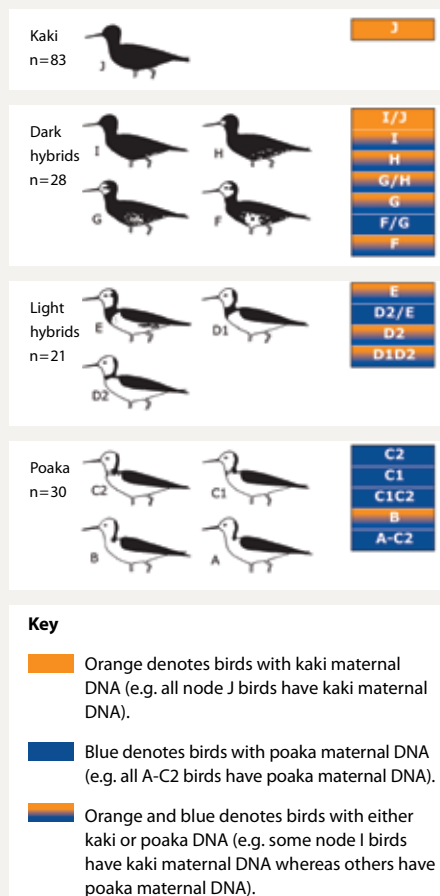 Kaki
n=83
J
J
Dark
hybrids
n=28
I
H
G
F
I/J
I
H
G/H
G
F/G
F
Light
hybrids
n=21
E
D1
D2
E
D2/E
D2
D1D2
Poaka
n=30
C2
C1
B
A
C2
C1
C1C2
B
A-C2
Key
Orange denotes birds with kaki maternal
DNA (e.g. all node J birds have kaki maternal
DNA).
Blue denotes birds with poaka maternal DNA
(e.g. all A-C2 birds have poaka maternal DNA).
Orange and blue denotes birds with either
kaki or poaka DNA (e.g. some node I birds
have kaki maternal DNA whereas others have
poaka maternal DNA).